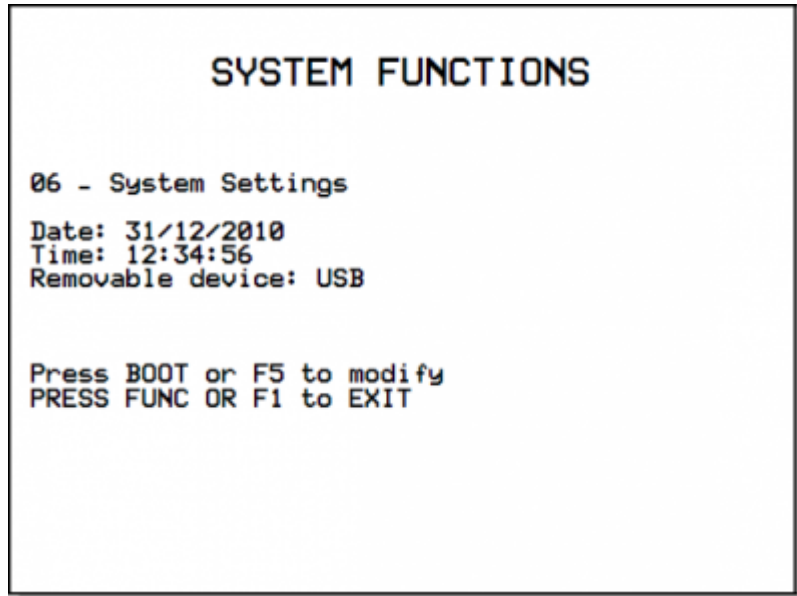 SYSTEM FUNCTIONS
06 - System Settings
Date: 31/12/2010
Time: 12:34:56
Removable device: USB
Press BOOT or F5 to modify
PRESS FUNC OR F1 to EXIT